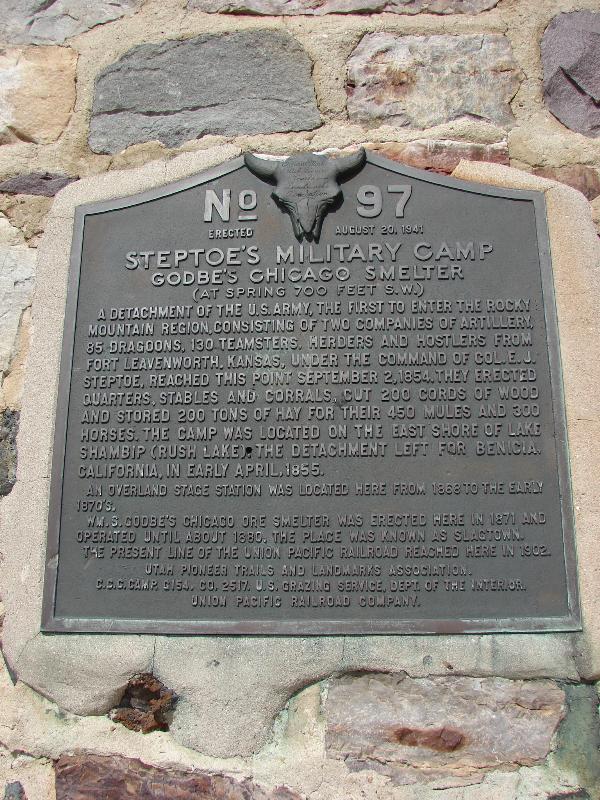 No 97
ERECTED AUGUST 20, 1941
STEPTOE'S MILITARY CAMP
GODBE'S CHICAGO SMELTER
(AT SPRING 700 FEET S.W.)
A DETACHMENT OF THE U.S. ARMY, THE FIRST TO ENTER THE ROCKY
MOUNTAIN REGION, CONSISTING OF TWO COMPANIES OF ARTILLERY,
85 DRAGOONS, 130 TEAMSTERS, HERDERS AND HOSTLERS FROM
FORT LEAVENWORTH, KANSAS, UNDER THE COMMAND OF COL. E. J.
STEPTOE, REACHED THIS POINT SEPTEMBER 2, 1854. THEY ERECTED
QUARTERS, STABLES AND CORRALS, CUT 200 CORDS OF WOOD
AND STORED 200 TONS OF HAY FOR THEIR 450 MULES AND 300
HORSES. THE CAMP WAS LOCATED ON THE EAST SHORE OF LAKE
SHAMBIP (RUSH LAKE). THE DETACHMENT LEFT FOR BENICIA,
CALIFORNIA, IN EARLY APRIL, 1855.
AN OVERLAND STAGE STATION WAS LOCATED HERE FROM 1868 TO THE EARLY
1870'S.
WM. S. GODBE'S CHICAGO ORE SMELTER WAS ERECTED HERE IN 1871 AND
OPERATED UNTIL ABOUT 1880. THE PLACE WAS KNOWN AS SLAGTOWN.
THE PRESENT LINE OF THE UNION PACIFIC RAILROAD REACHED HERE IN 1902.
UTAH PIONEER TRAILS AND LANDMARKS ASSOCIATION.
C.C.C. CAMP, G154, CO. 2517, U.S. GRAZING SERVICE, DEPT. OF THE INTERIOR.
UNION PACIFIC RAILROAD COMPANY.